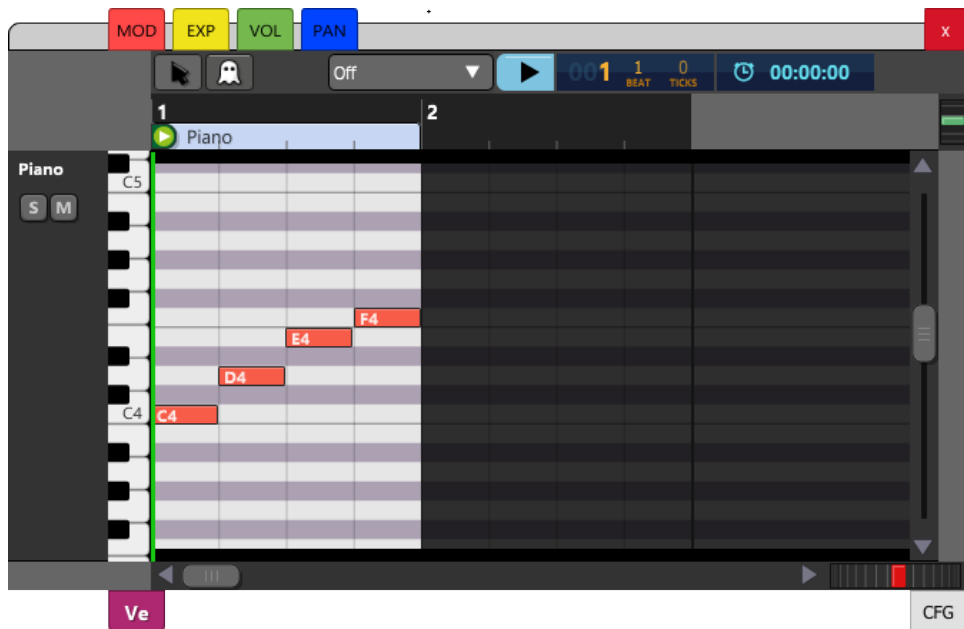 MOD EXP VOL PAN x
Off 001 1 BEAT 0 TICKS 00:00:00
1 2
Piano
Piano
C5
S M
F4
E4
D4
C4 C4
Ve CFG